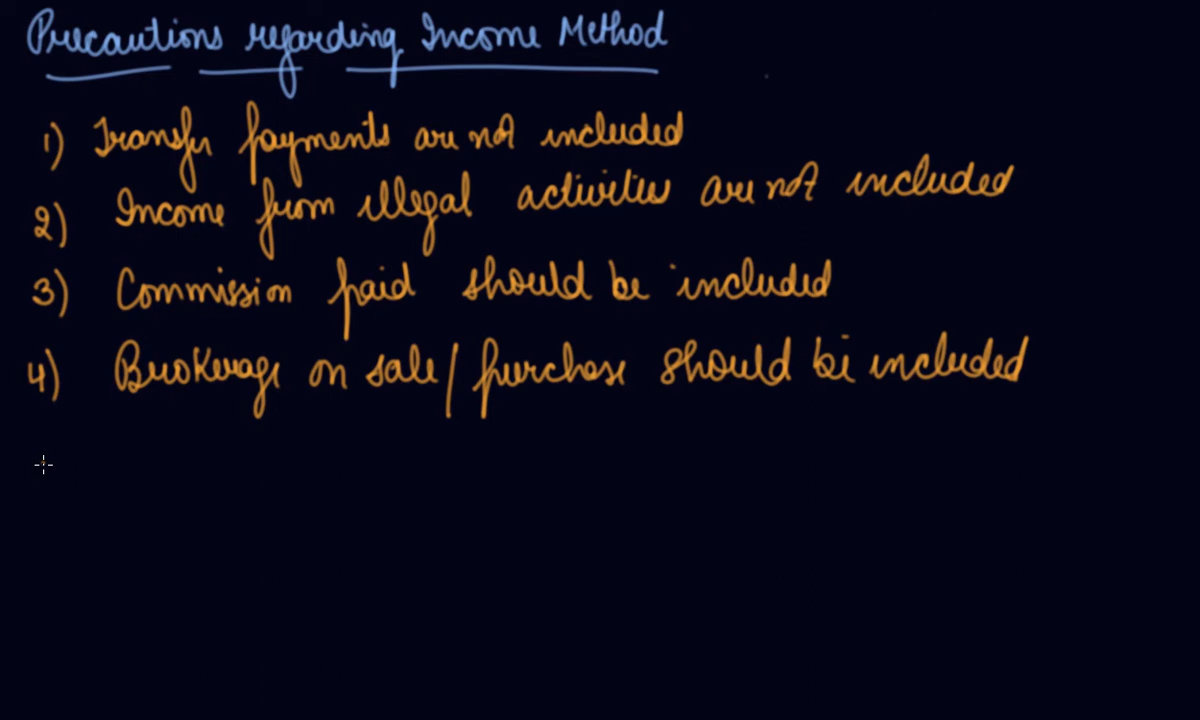 Precautions regarding Income Method
1) Transfer payments are not included
2) Income from illegal activities are not included
3) Commission paid should be included
4) Brokerage on sale/purchase should be included